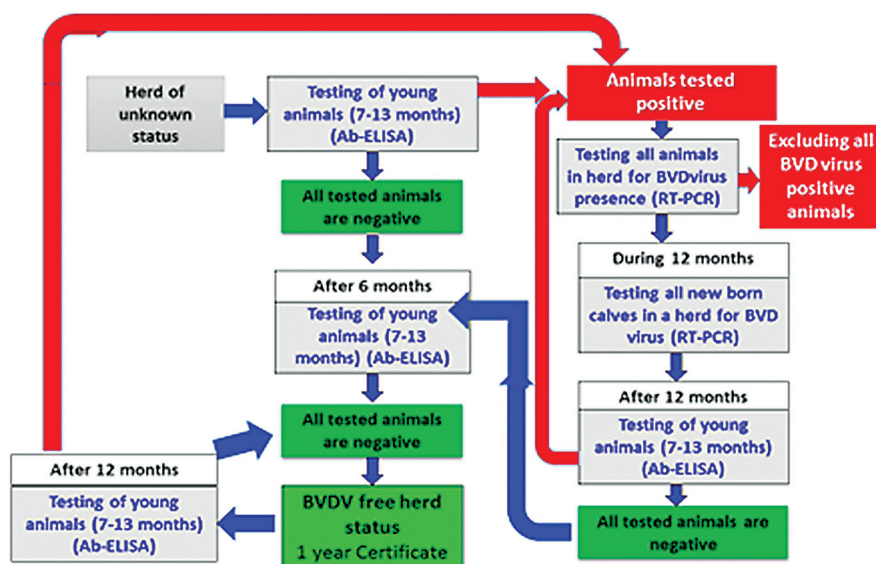 Herd of
unknown
status
Testing of young
animals (7-13 months)
(Ab-ELISA)
All tested animals
are negative
After 6 months
Testing of young
animals (7-13
months) (Ab-ELISA)
All tested animals
are negative
BVDV free herd
status
1 year Certificate
After 12 months
Testing of young
animals (7-13 months)
(Ab-ELISA)
Animals tested
positive
Testing all animals
in herd for BVDvirus
presence (RT-PCR)
Excluding all
BVD virus
positive
animals
During 12 months
Testing all new born
calves in a herd for BVD
virus (RT-PCR)
After 12 months
Testing of young
animals (7-13 months)
(Ab-ELISA)
All tested animals are
negative